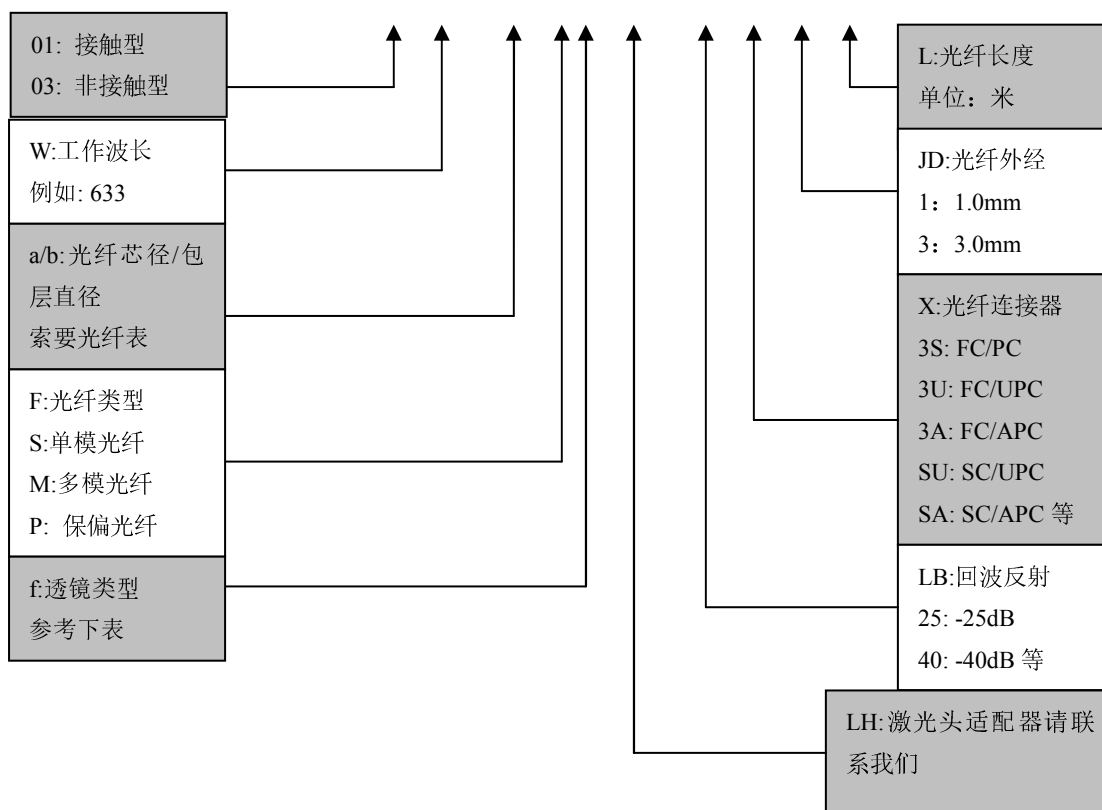 01: 接触型
03: 非接触型
W:工作波长
例如: 633
a/b:光纤芯径/包
层直径
索要光纤表
F:光纤类型
S:单模光纤
M:多模光纤
P: 保偏光纤
f:透镜类型
参考下表
L:光纤长度
单位：米
JD:光纤外经
1：1.0mm
3：3.0mm
X:光纤连接器
3S: FC/PC
3U: FC/UPC
3A: FC/APC
SU: SC/UPC
SA: SC/APC 等
LB:回波反射
25: -25dB
40: -40dB 等
LH:激光头适配器请联
系我们